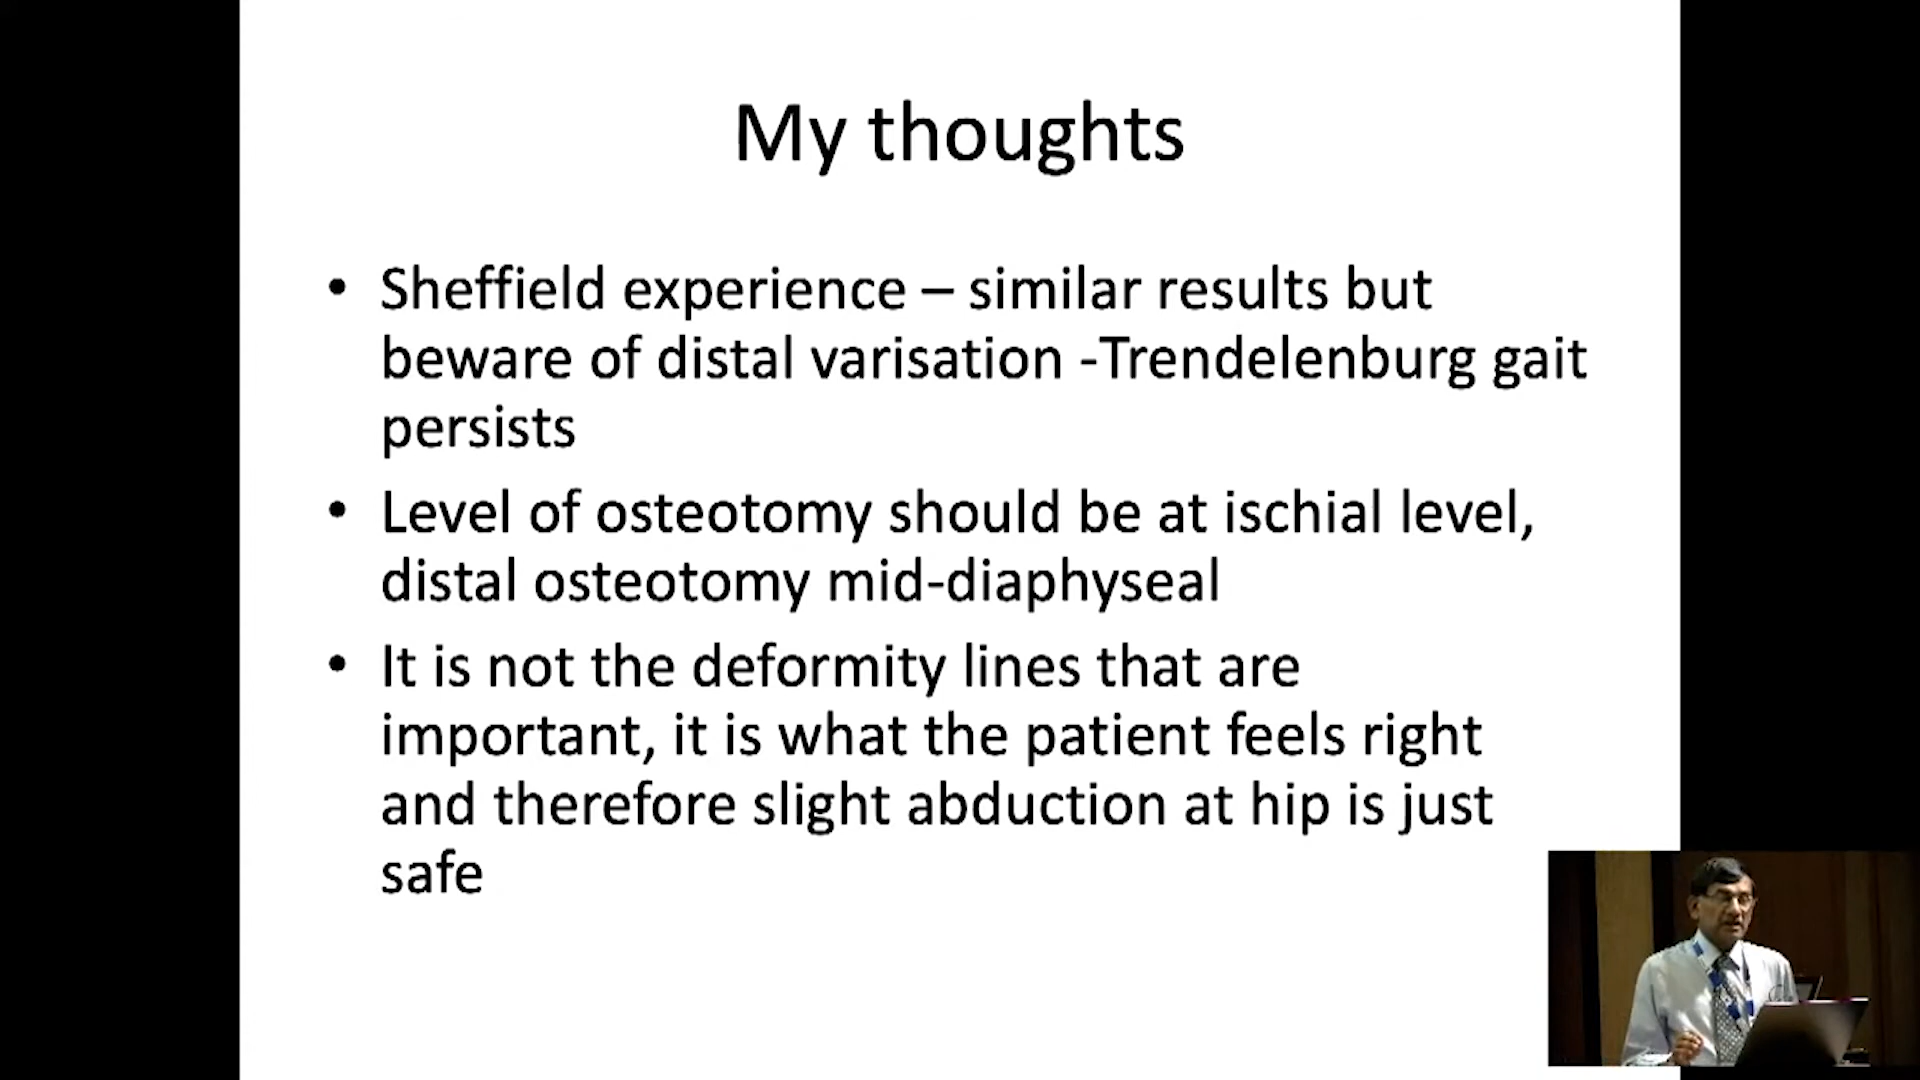 My thoughts
• Sheffield experience – similar results but
beware of distal varisation -Trendelenburg gait
persists
• Level of osteotomy should be at ischial level,
distal osteotomy mid-diaphyseal
• It is not the deformity lines that are
important, it is what the patient feels right
and therefore slight abduction at hip is just
safe